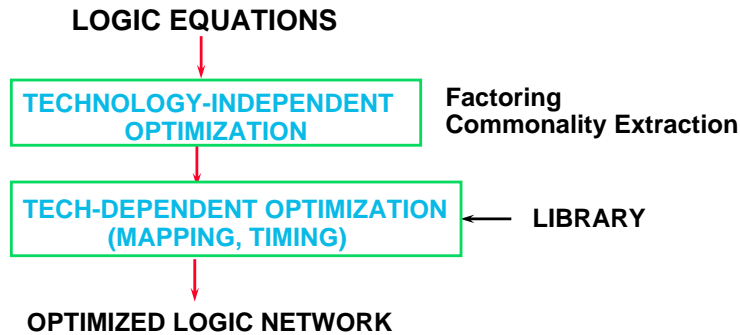 LOGIC EQUATIONS
TECHNOLOGY-INDEPENDENT
OPTIMIZATION
Factoring
Commonality Extraction
TECH-DEPENDENT OPTIMIZATION
(MAPPING, TIMING)
LIBRARY
OPTIMIZED LOGIC NETWORK